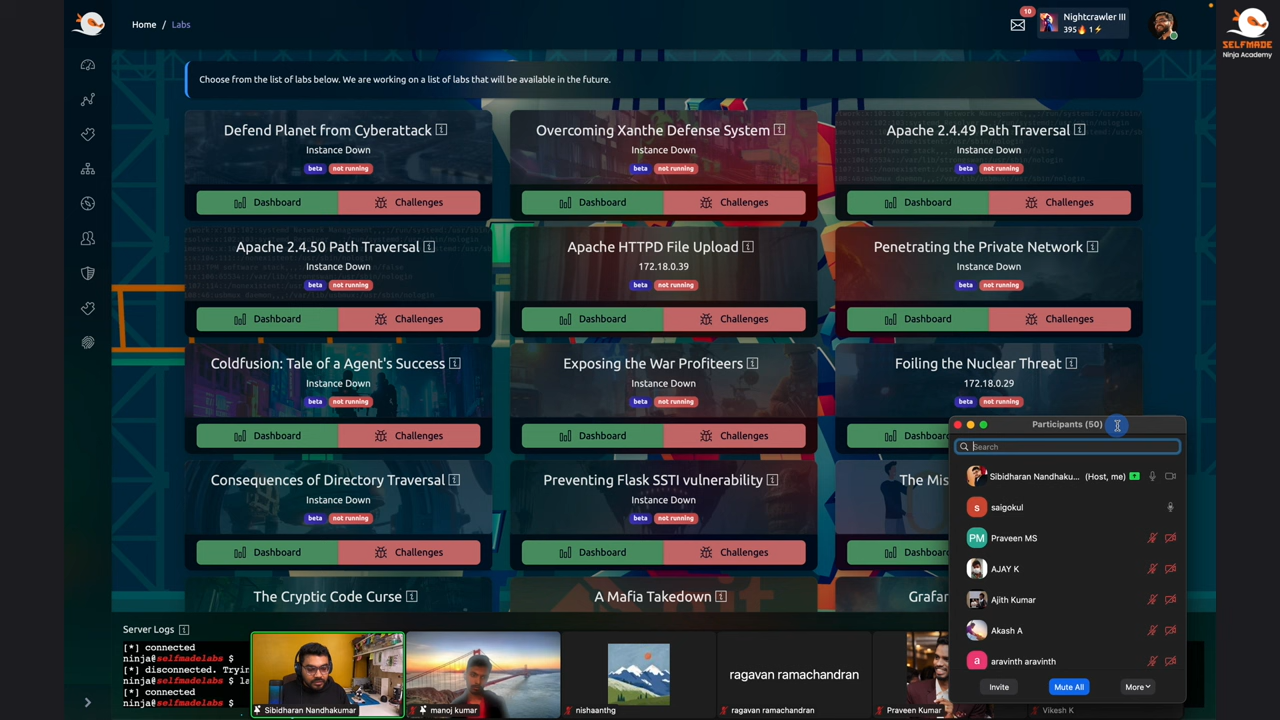 Home / Labs
10
Nightcrawler III
395 1
SELFMADE
Ninja Academy
Choose from the list of labs below. We are working on a list of labs that will be available in the future.
Defend Planet from Cyberattack
Instance Down
beta not running
Dashboard Challenges
Overcoming Xanthe Defense System
Instance Down
beta not running
Dashboard Challenges
Apache 2.4.49 Path Traversal
Instance Down
beta not running
Dashboard Challenges
Apache 2.4.50 Path Traversal
Instance Down
beta not running
Dashboard Challenges
Apache HTTPD File Upload
172.18.0.39
beta not running
Dashboard Challenges
Penetrating the Private Network
Instance Down
beta not running
Dashboard Challenges
Coldfusion: Tale of a Agent's Success
Instance Down
beta not running
Dashboard Challenges
Exposing the War Profiteers
Instance Down
beta not running
Dashboard Challenges
Foiling the Nuclear Threat
172.18.0.29
beta not running
Consequences of Directory Traversal
Instance Down
beta not running
Dashboard Challenges
Preventing Flask SSTI vulnerability
Instance Down
beta not running
Dashboard Challenges
The Mis
The Cryptic Code Curse
A Mafia Takedown
Participants (50)
Search
Sibidharan Nandhaku... (Host, me)
saigokul
PM Praveen MS
AJAY K
Ajith Kumar
Akash A
a aravinth aravinth
Invite Mute All More
Server Logs
[*] connected
ninja@selfmadelabs $
[*] disconnected.
ninja@selfmadelabs $
[*] connected
ninja@selfmadelabs $
Sibidharan Nandhakumar
manoj kumar
nishaanthg
ragavan ramachandran
ragavan ramachandran
Praveen Kumar
Vikesh K